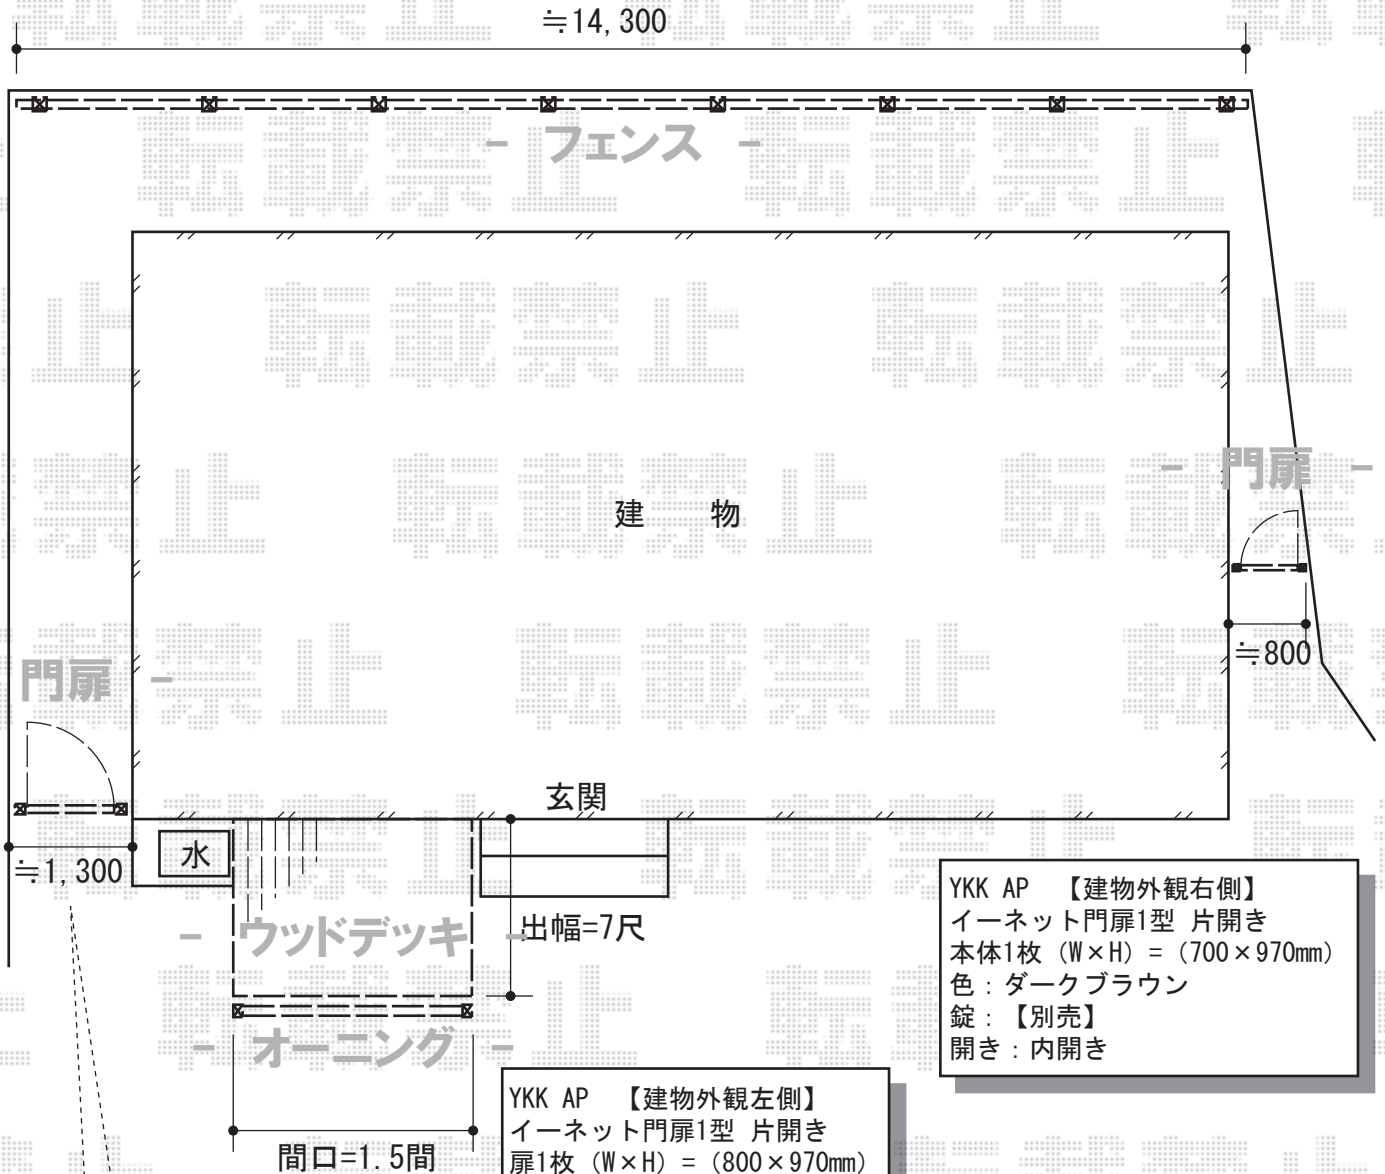 ≒14,300
- フェンス -
建　物
- 門扉 -
≒800
門扉 -
玄関
水
≒1,300
- ウッドデッキ -
出幅=7尺
- オーニング -
間口=1.5間
YKK AP 【建物外観右側】
イーネット門扉1型 片開き
本体1枚（W×H）=（700×970mm）
色：ダークブラウン
錠：【別売】
開き：内開き
YKK AP 【建物外観左側】
イーネット門扉1型 片開き
扉1枚（W×H）=（800×970mm）
転載禁止